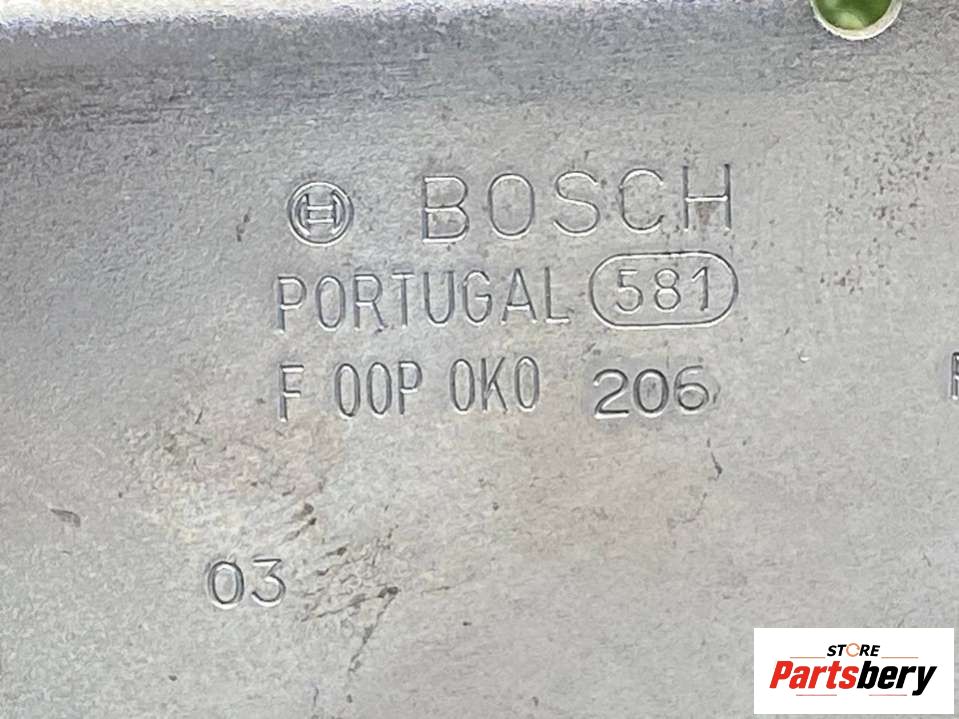 BOSCH
PORTUGAL 581
F 00P 0K0 206
03
STORE
Partsbery